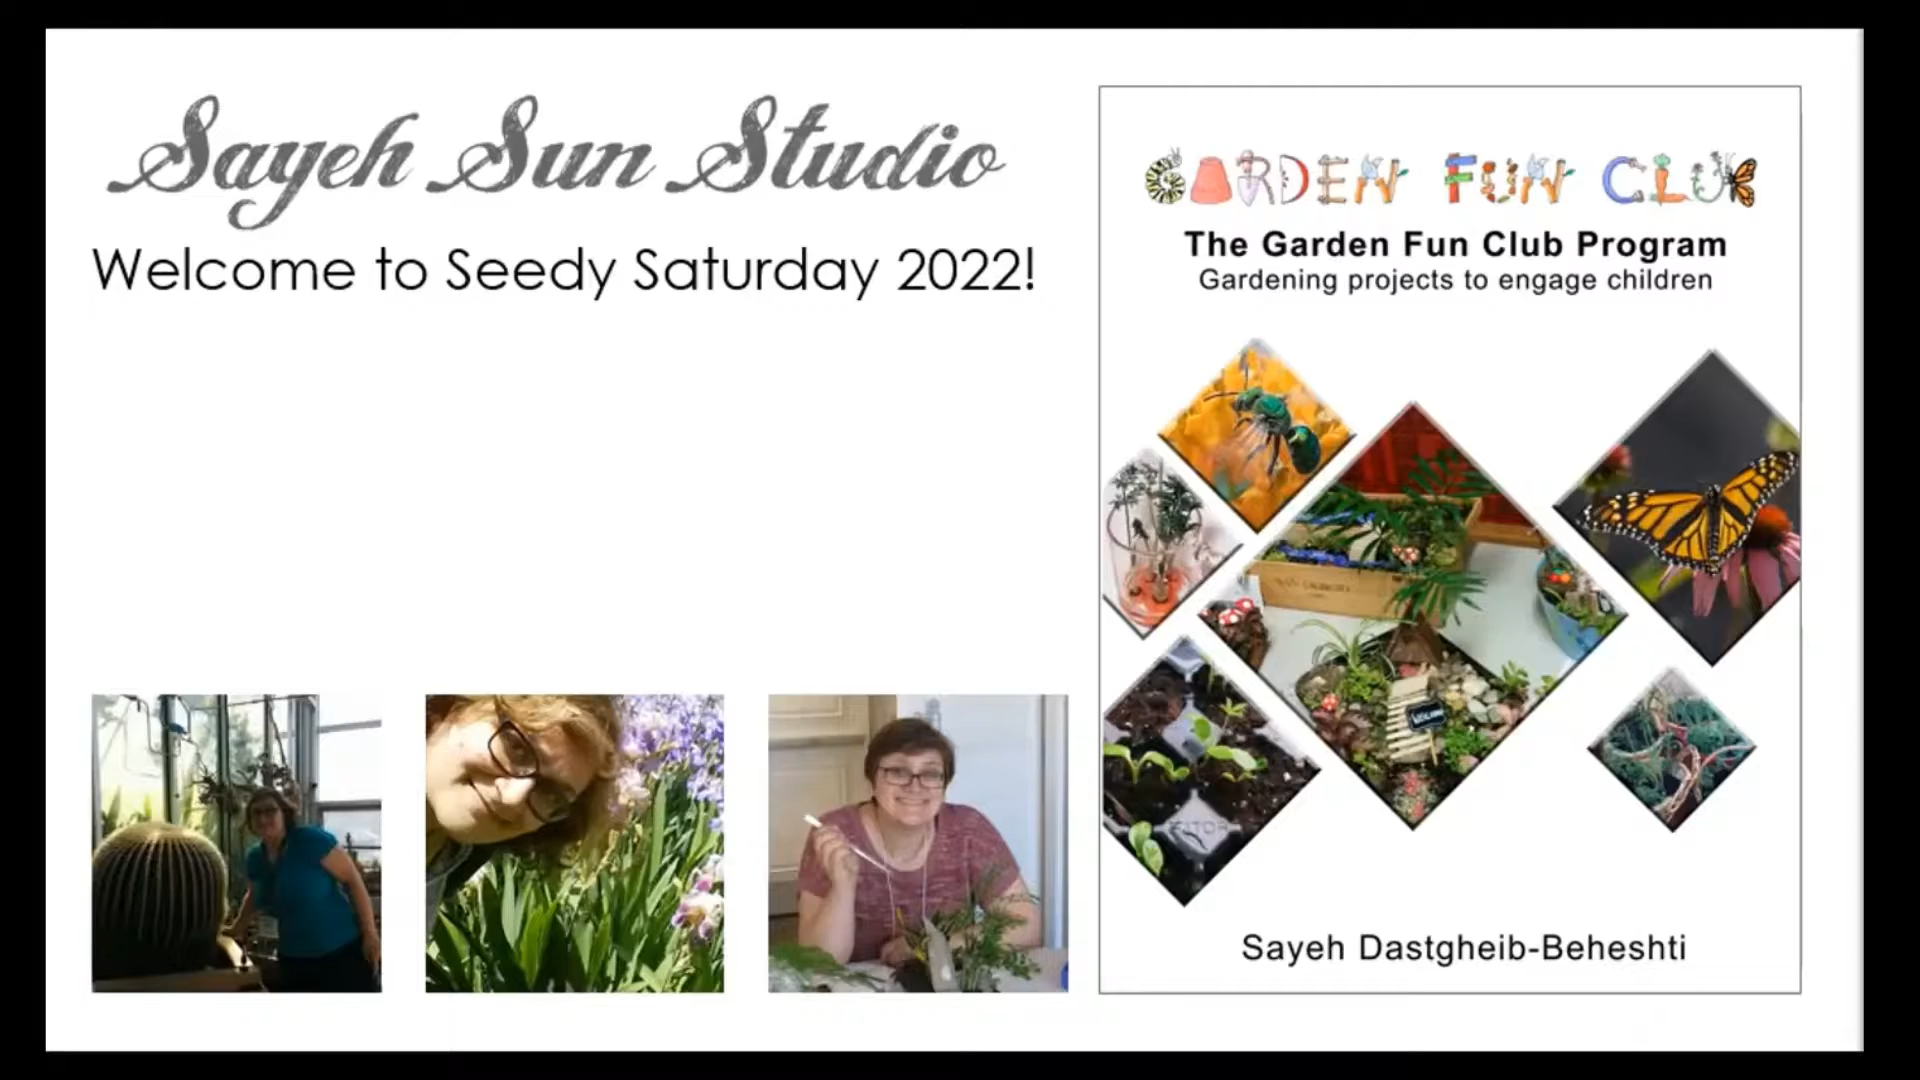 Sayeh Sun Studio
Welcome to Seedy Saturday 2022!
GARDEN FUN CLUB
The Garden Fun Club Program
Gardening projects to engage children
Sayeh Dastgheib-Beheshti